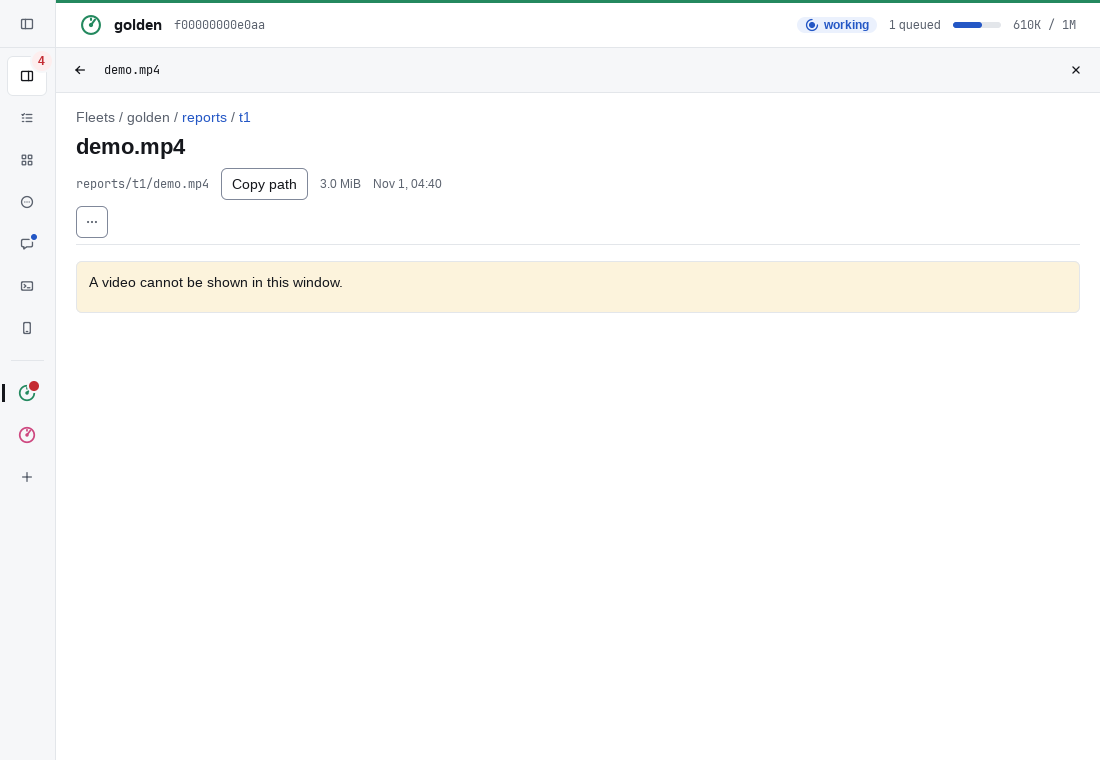 golden f00000000e0aa working 1 queued 610K / 1M
4
demo.mp4
Fleets / golden / reports / t1
demo.mp4
reports/t1/demo.mp4 Copy path 3.0 MiB Nov 1, 04:40
A video cannot be shown in this window.